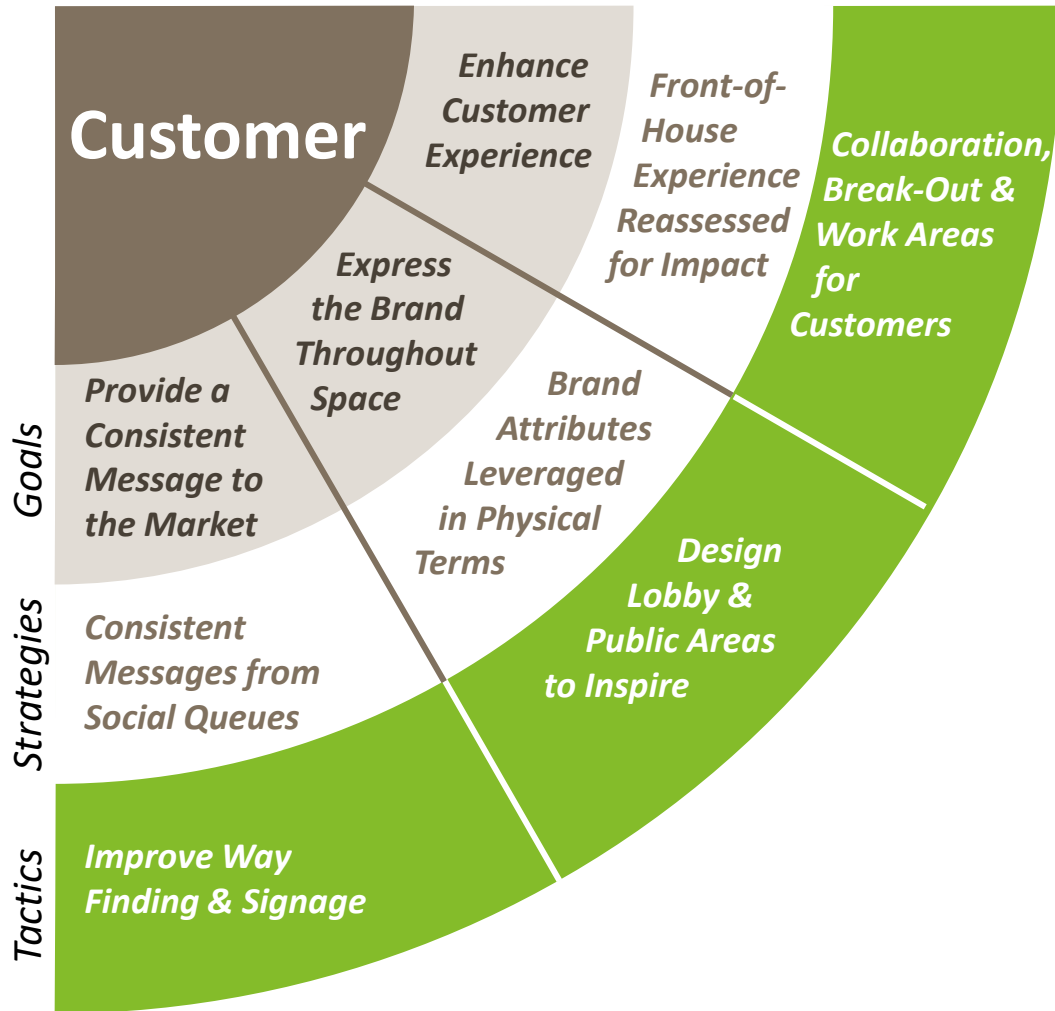 Customer
Enhance
Customer
Experience
Front-of-
House
Experience
Reassessed
for Impact
Collaboration,
Break-Out &
Work Areas
for
Customers
Express
the Brand
Throughout
Space
Brand
Attributes
Leveraged
in Physical
Terms
Design
Lobby &
Public Areas
to Inspire
Goals
Provide a
Consistent
Message to
the Market
Strategies
Consistent
Messages from
Social Queues
Tactics
Improve Way
Finding & Signage